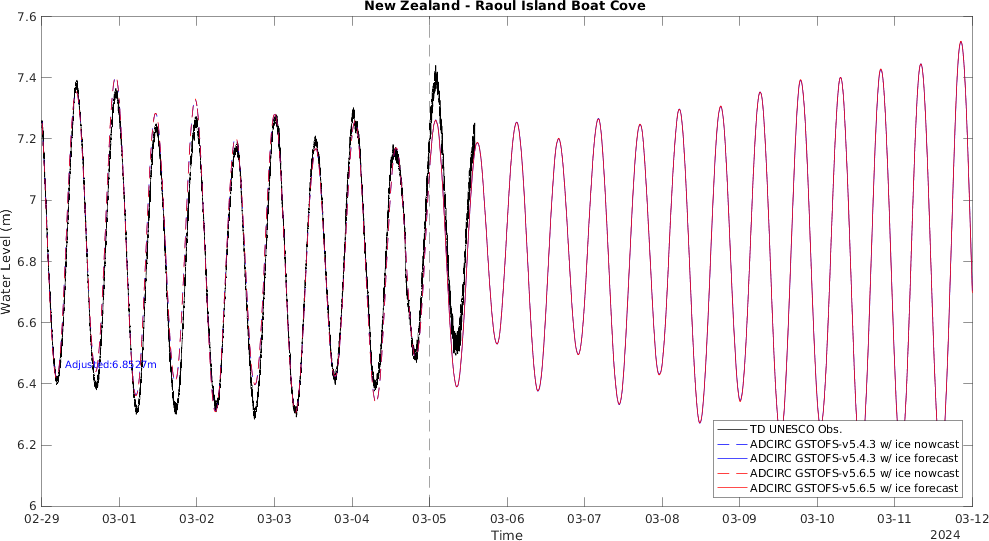 New Zealand - Raoul Island Boat Cove
7.6
7.4
7.2
7
6.8
6.6
6.4
6.2
6
Water Level (m)
Adjusted:6.8527m
TD UNESCO Obs.
ADCIRC GSTOFS-v5.4.3 w/ ice nowcast
ADCIRC GSTOFS-v5.4.3 w/ ice forecast
ADCIRC GSTOFS-v5.6.5 w/ ice nowcast
ADCIRC GSTOFS-v5.6.5 w/ ice forecast
02-29 03-01 03-02 03-03 03-04 03-05 03-06 03-07 03-08 03-09 03-10 03-11 03-12
Time
2024